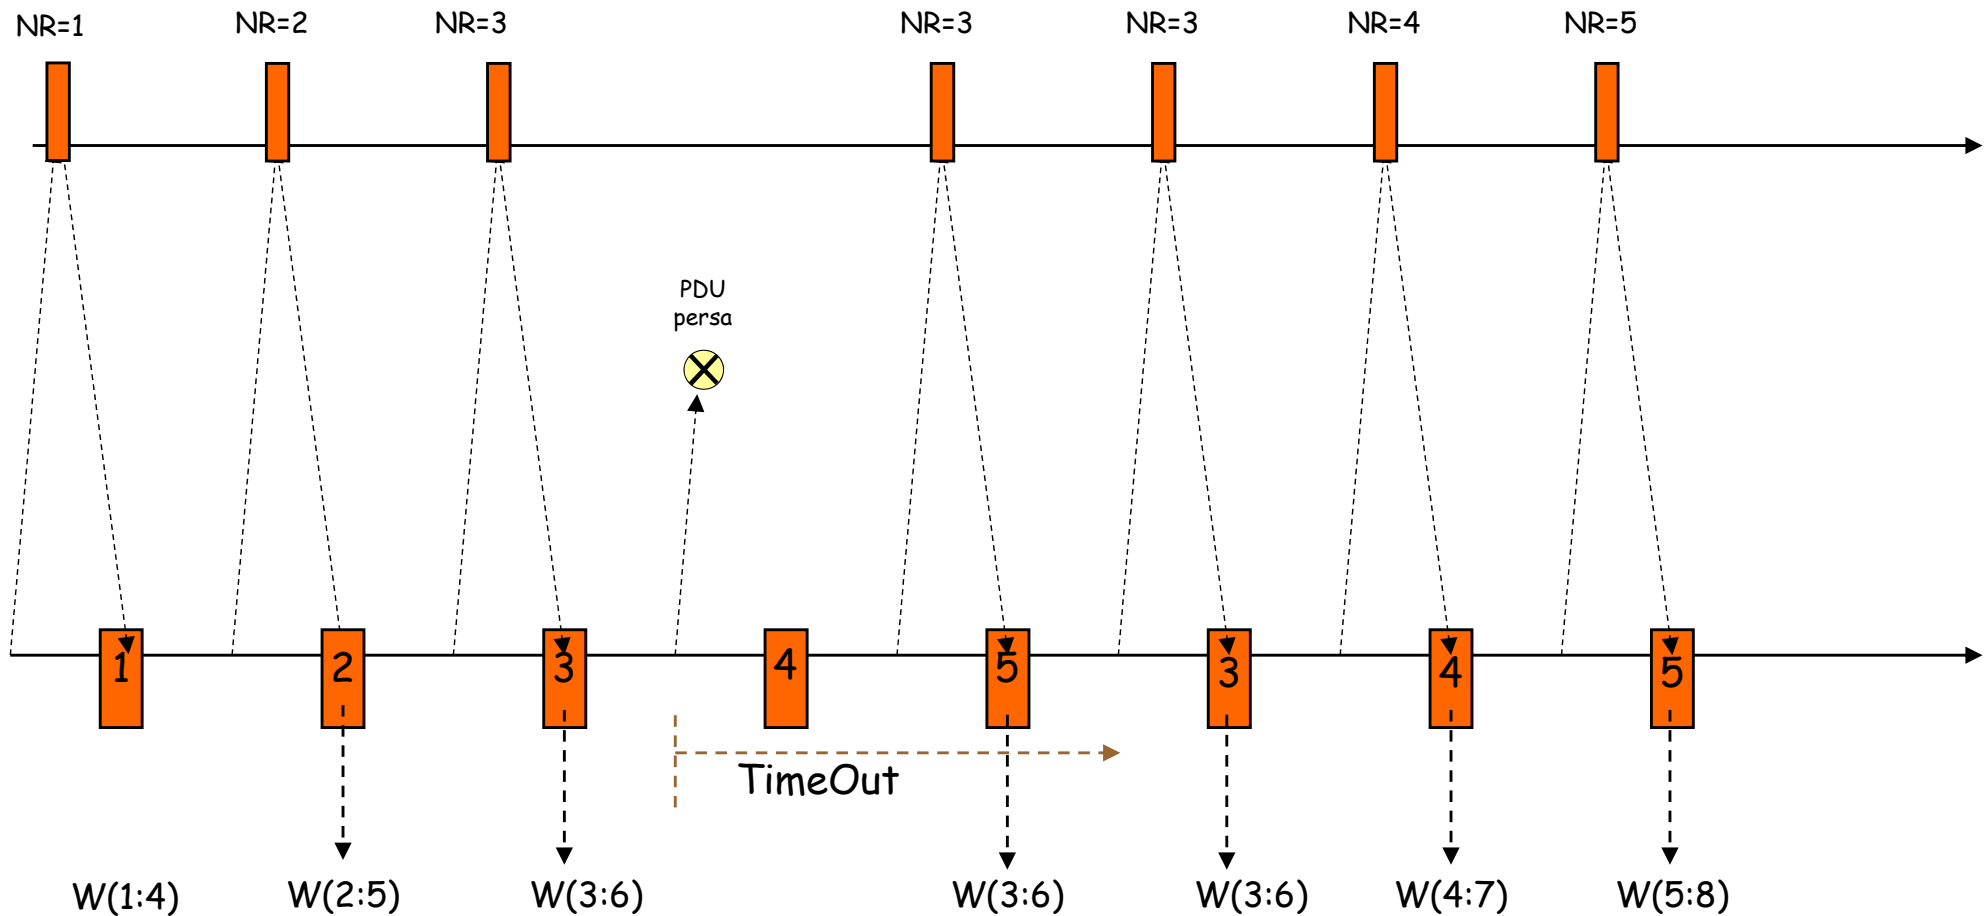 NR=1 NR=2 NR=3 NR=3 NR=3 NR=4 NR=5
PDU
persa
1 2 3 4 5 3 4 5
TimeOut
W(1:4) W(2:5) W(3:6) W(3:6) W(3:6) W(4:7) W(5:8)